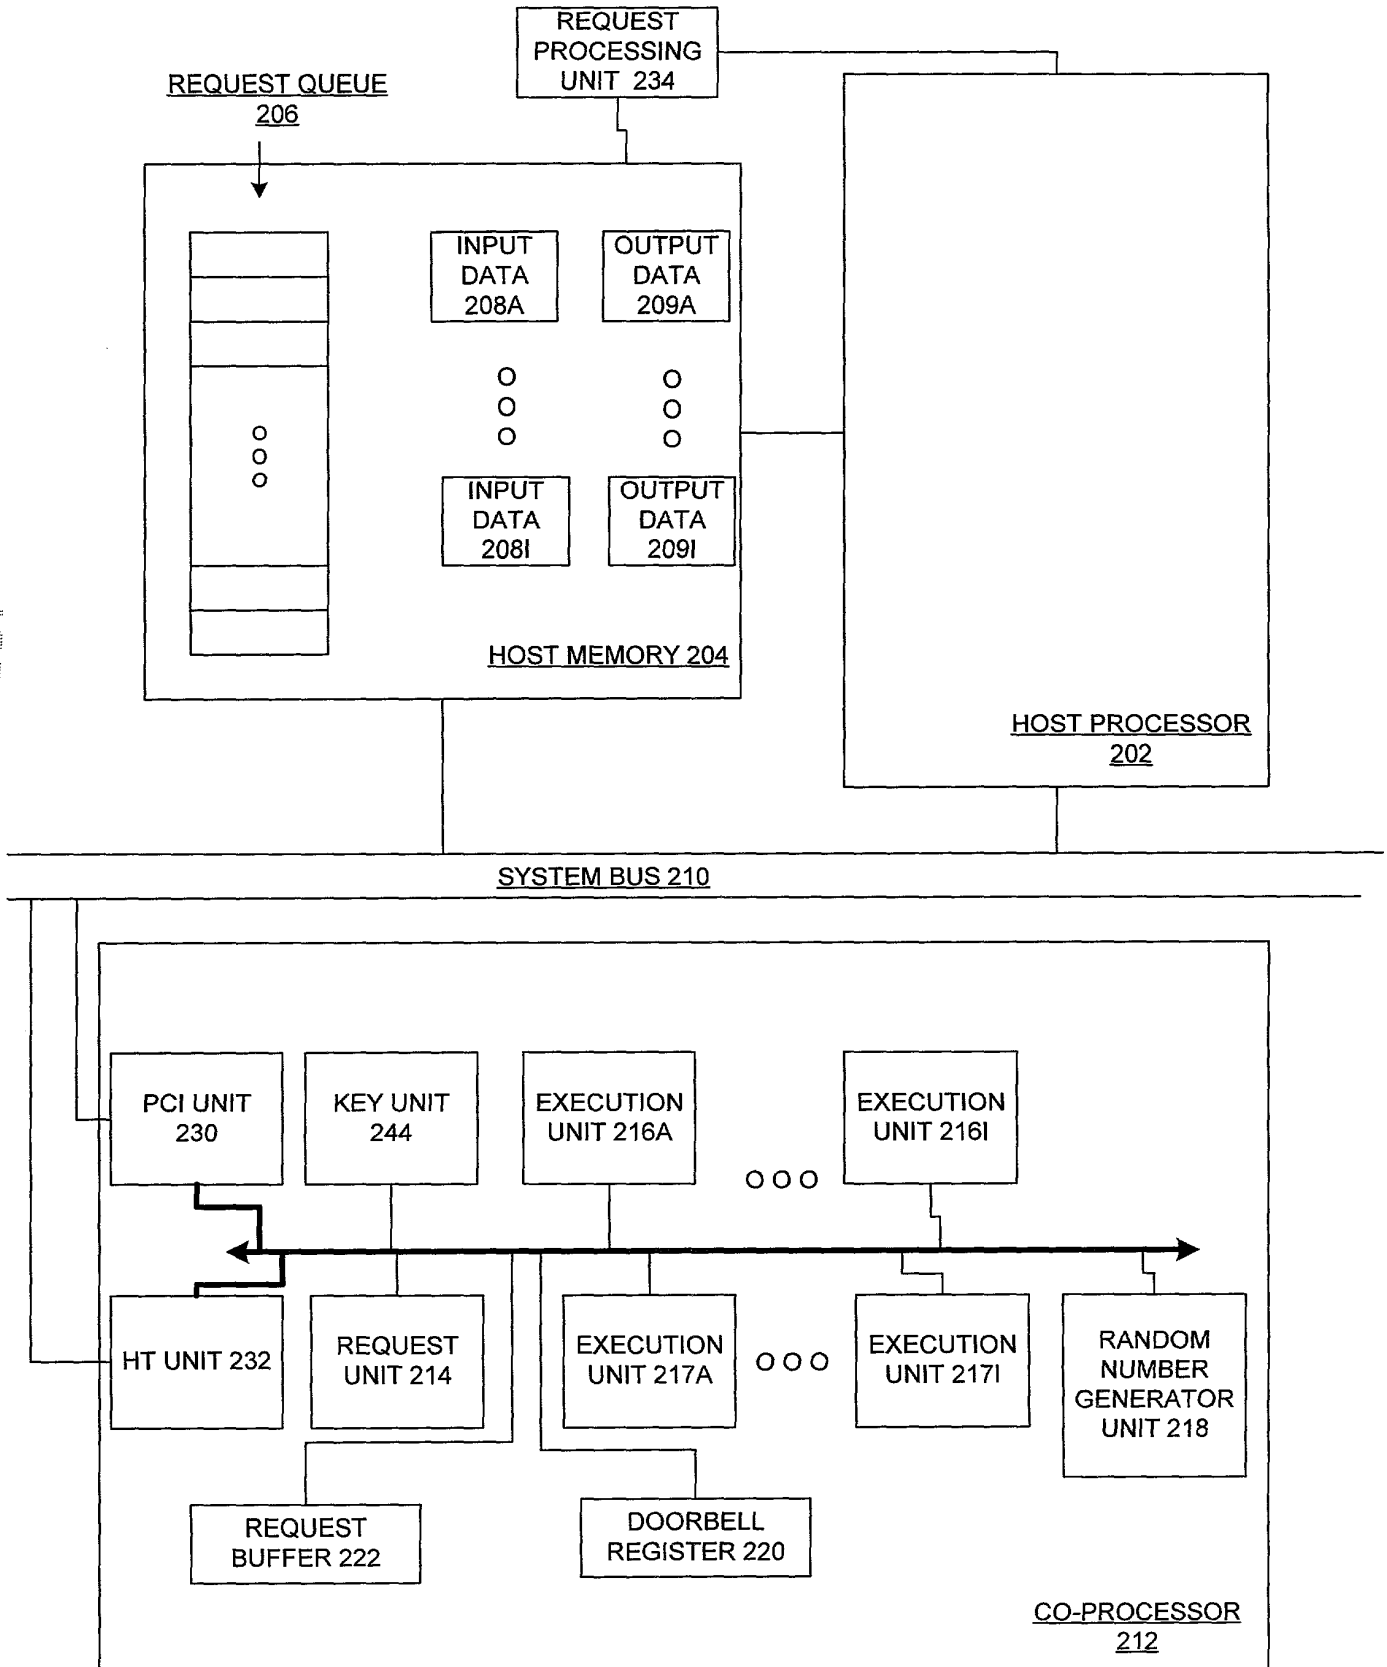 REQUEST
PROCESSING
UNIT 234
REQUEST QUEUE
206
INPUT
DATA
208A
OUTPUT
DATA
209A
INPUT
DATA
208I
OUTPUT
DATA
209I
HOST MEMORY 204
HOST PROCESSOR
202
SYSTEM BUS 210
PCI UNIT
230
KEY UNIT
244
EXECUTION
UNIT 216A
EXECUTION
UNIT 216I
HT UNIT 232
REQUEST
UNIT 214
EXECUTION
UNIT 217A
EXECUTION
UNIT 217I
RANDOM
NUMBER
GENERATOR
UNIT 218
REQUEST
BUFFER 222
DOORBELL
REGISTER 220
CO-PROCESSOR
212